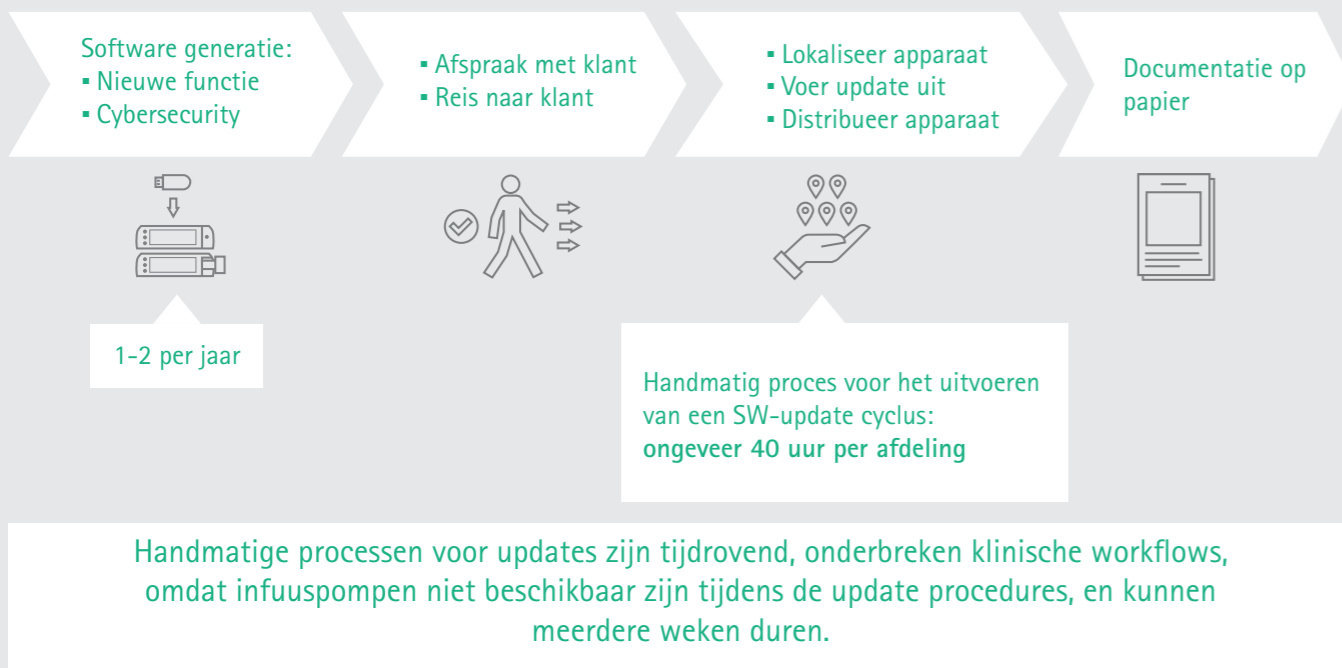 Software generatie:
▪ Nieuwe functie
▪ Cybersecurity
▪ Afspraak met klant
▪ Reis naar klant
▪ Lokaliseer apparaat
▪ Voer update uit
▪ Distribueer apparaat
Documentatie op
papier
1-2 per jaar
Handmatig proces voor het uitvoeren
van een SW-update cyclus:
ongeveer 40 uur per afdeling
Handmatige processen voor updates zijn tijdrovend, onderbreken klinische workflows,
omdat infuuspompen niet beschikbaar zijn tijdens de update procedures, en kunnen
meerdere weken duren.